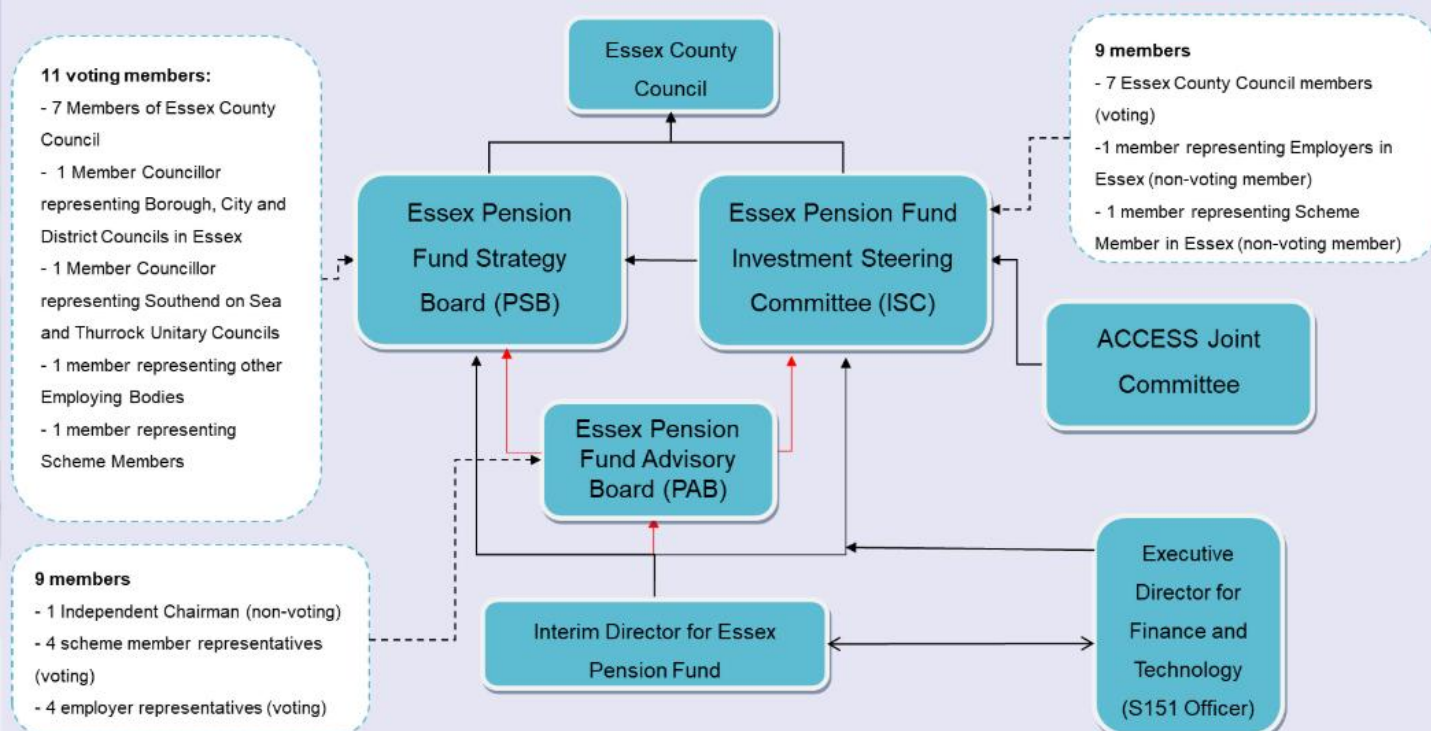 Essex County
Council
11 voting members:
- 7 Members of Essex County
Council
- 1 Member Councillor
representing Borough, City and
District Councils in Essex
- 1 Member Councillor
representing Southend on Sea
and Thurrock Unitary Councils
- 1 member representing other
Employing Bodies
- 1 member representing
Scheme Members
9 members
- 7 Essex County Council members
(voting)
-1 member representing Employers in
Essex (non-voting member)
- 1 member representing Scheme
Member in Essex (non-voting member)
Essex Pension
Fund Strategy
Board (PSB)
Essex Pension Fund
Investment Steering
Committee (ISC)
ACCESS Joint
Committee
Essex Pension
Fund Advisory
Board (PAB)
9 members
- 1 Independent Chairman (non-voting)
- 4 scheme member representatives
(voting)
- 4 employer representatives (voting)
Interim Director for Essex
Pension Fund
Executive
Director for
Finance and
Technology
(S151 Officer)